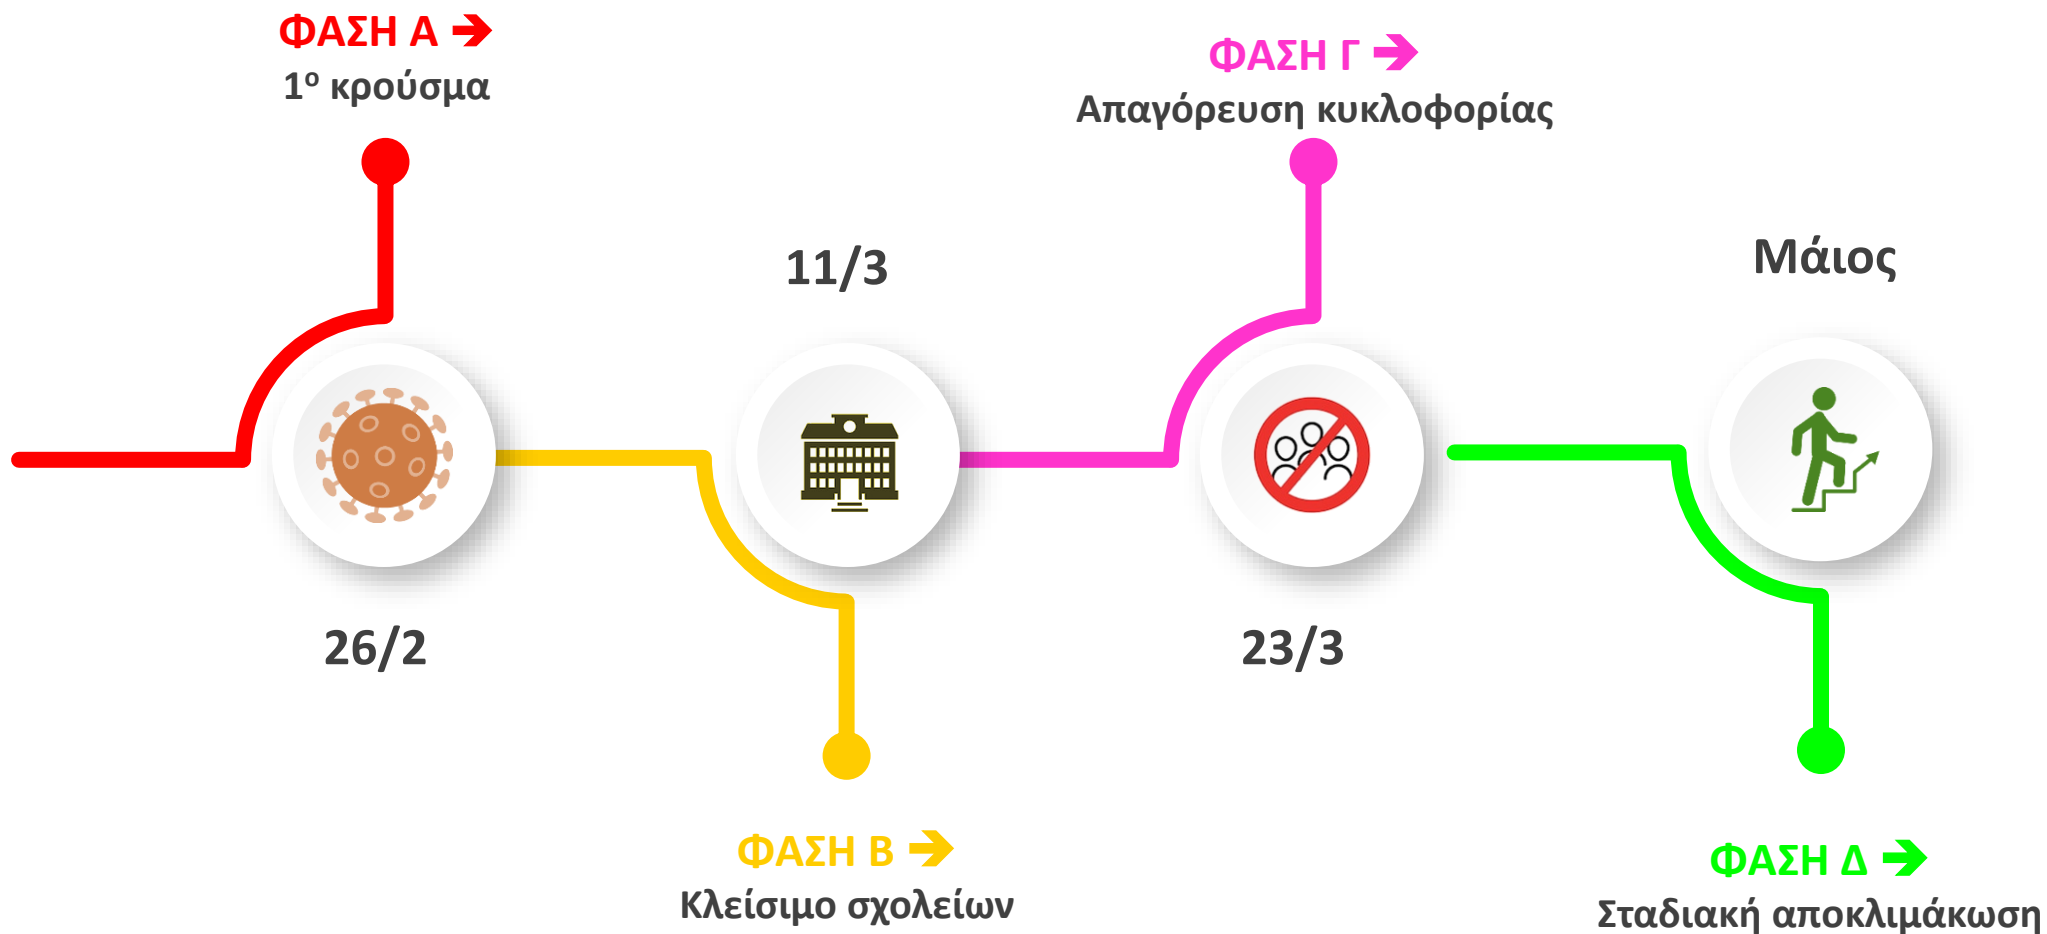 ΦΑΣΗ Α ➔
1ο κρούσμα
26/2
11/3
ΦΑΣΗ Β ➔
Κλείσιμο σχολείων
ΦΑΣΗ Γ ➔
Απαγόρευση κυκλοφορίας
23/3
Μάιος
ΦΑΣΗ Δ ➔
Σταδιακή αποκλιμάκωση